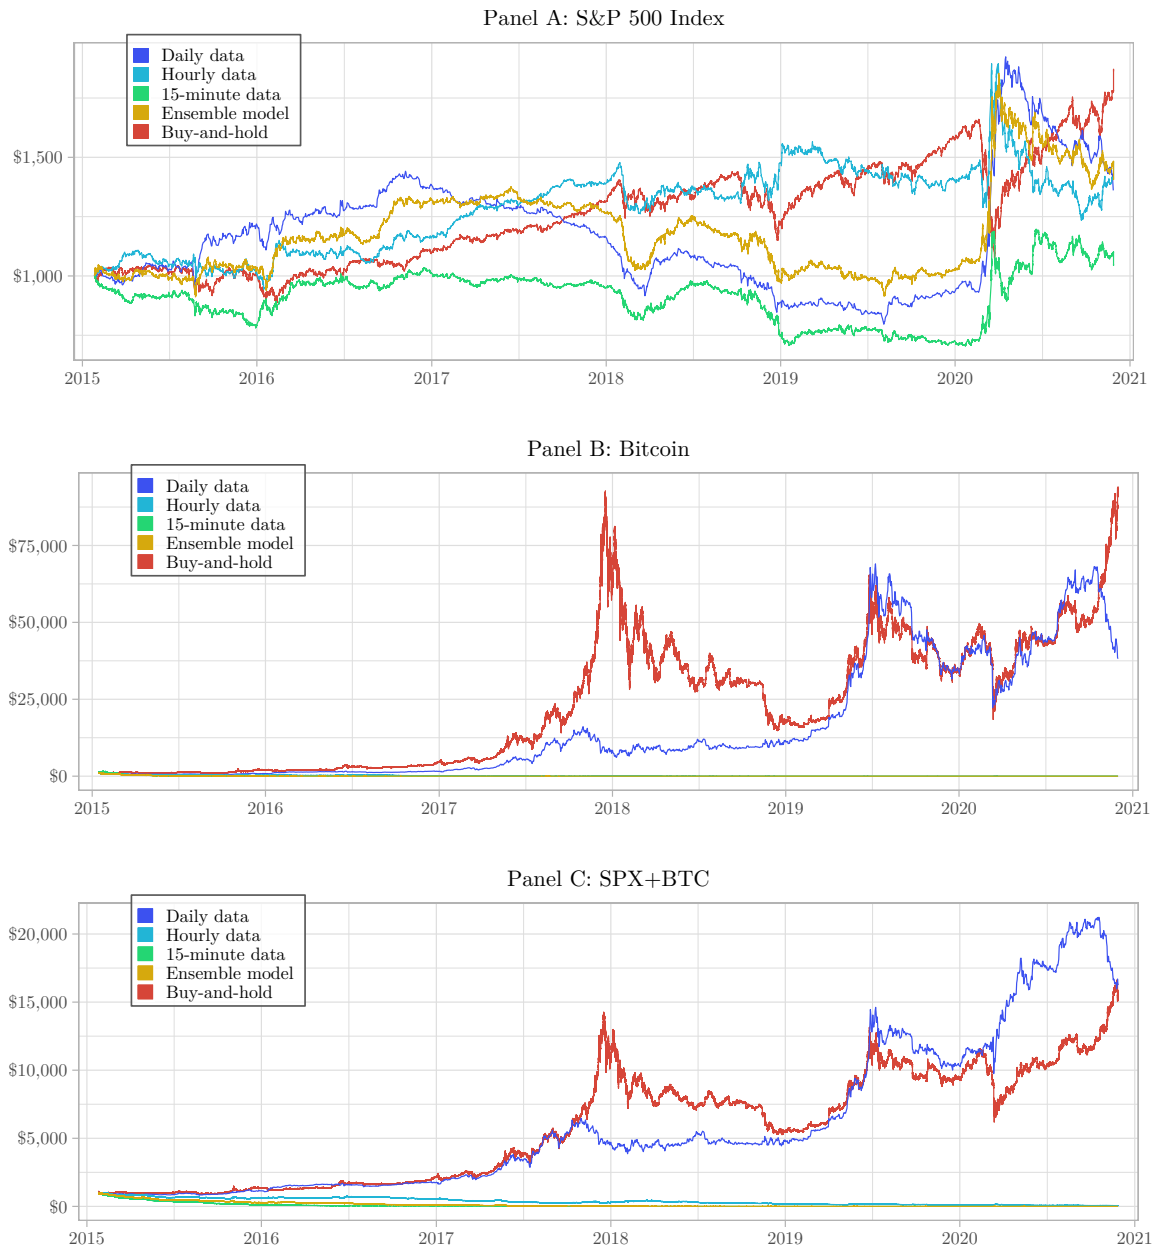 Panel A: S&P 500 Index
Daily data
Hourly data
15-minute data
Ensemble model
Buy-and-hold
$1,500
$1,000
2015 2016 2017 2018 2019 2020 2021
Panel B: Bitcoin
Daily data
Hourly data
15-minute data
Ensemble model
Buy-and-hold
$75,000
$50,000
$25,000
$0
2015 2016 2017 2018 2019 2020 2021
Panel C: SPX+BTC
Daily data
Hourly data
15-minute data
Ensemble model
Buy-and-hold
$20,000
$15,000
$10,000
$5,000
$0
2015 2016 2017 2018 2019 2020 2021